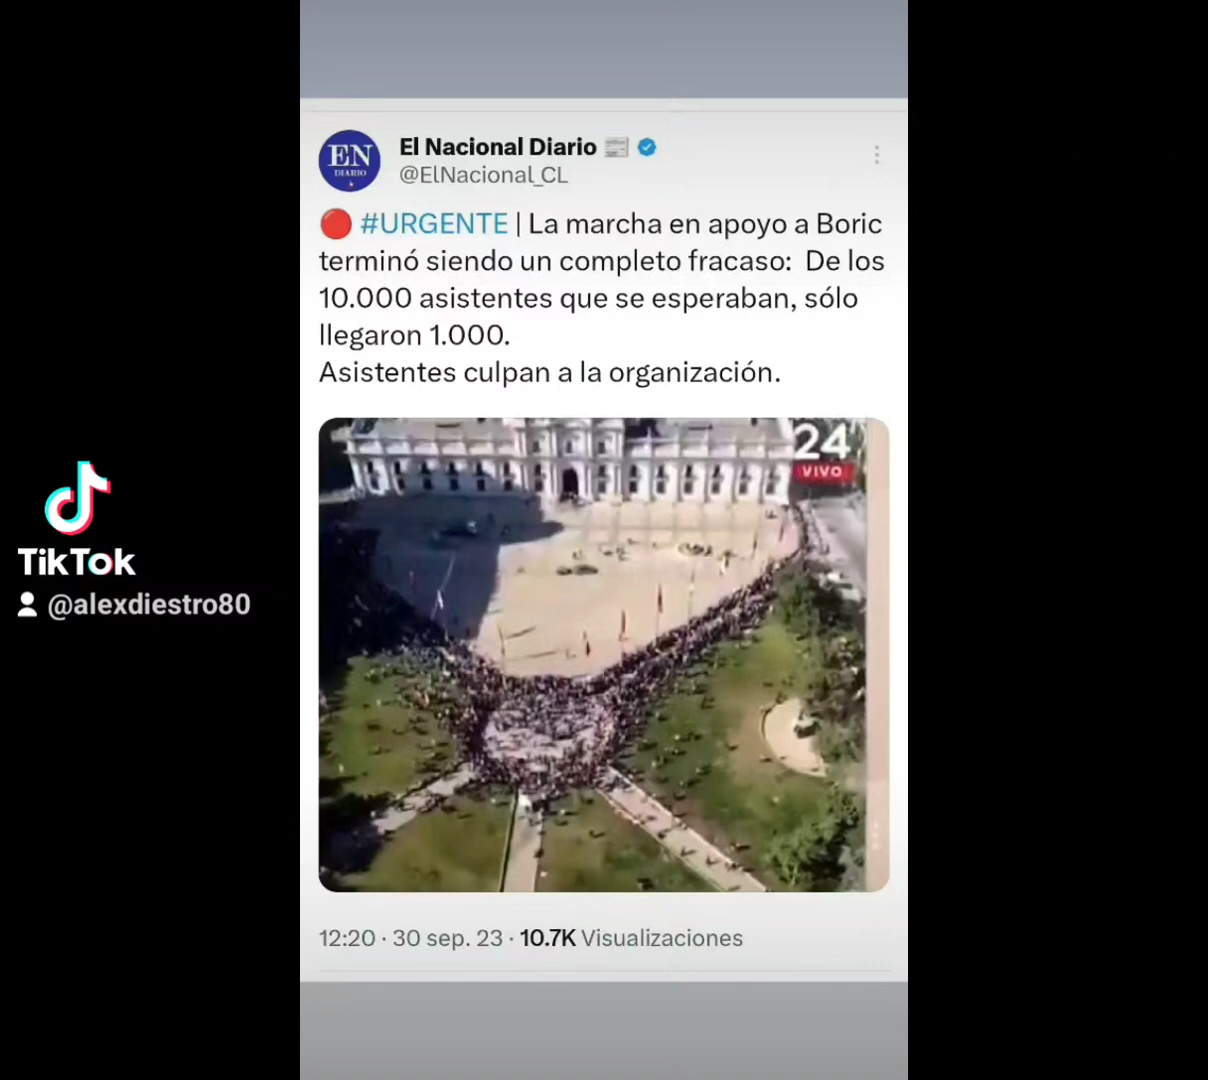 El Nacional Diario
@ElNacional_CL
EN
DIARIO
#URGENTE | La marcha en apoyo a Boric
terminó siendo un completo fracaso: De los
10.000 asistentes que se esperaban, sólo
llegaron 1.000.
Asistentes culpan a la organización.
24
VIVO
TikTok
@alexdiestro80
12:20 · 30 sep. 23 · 10.7K Visualizaciones